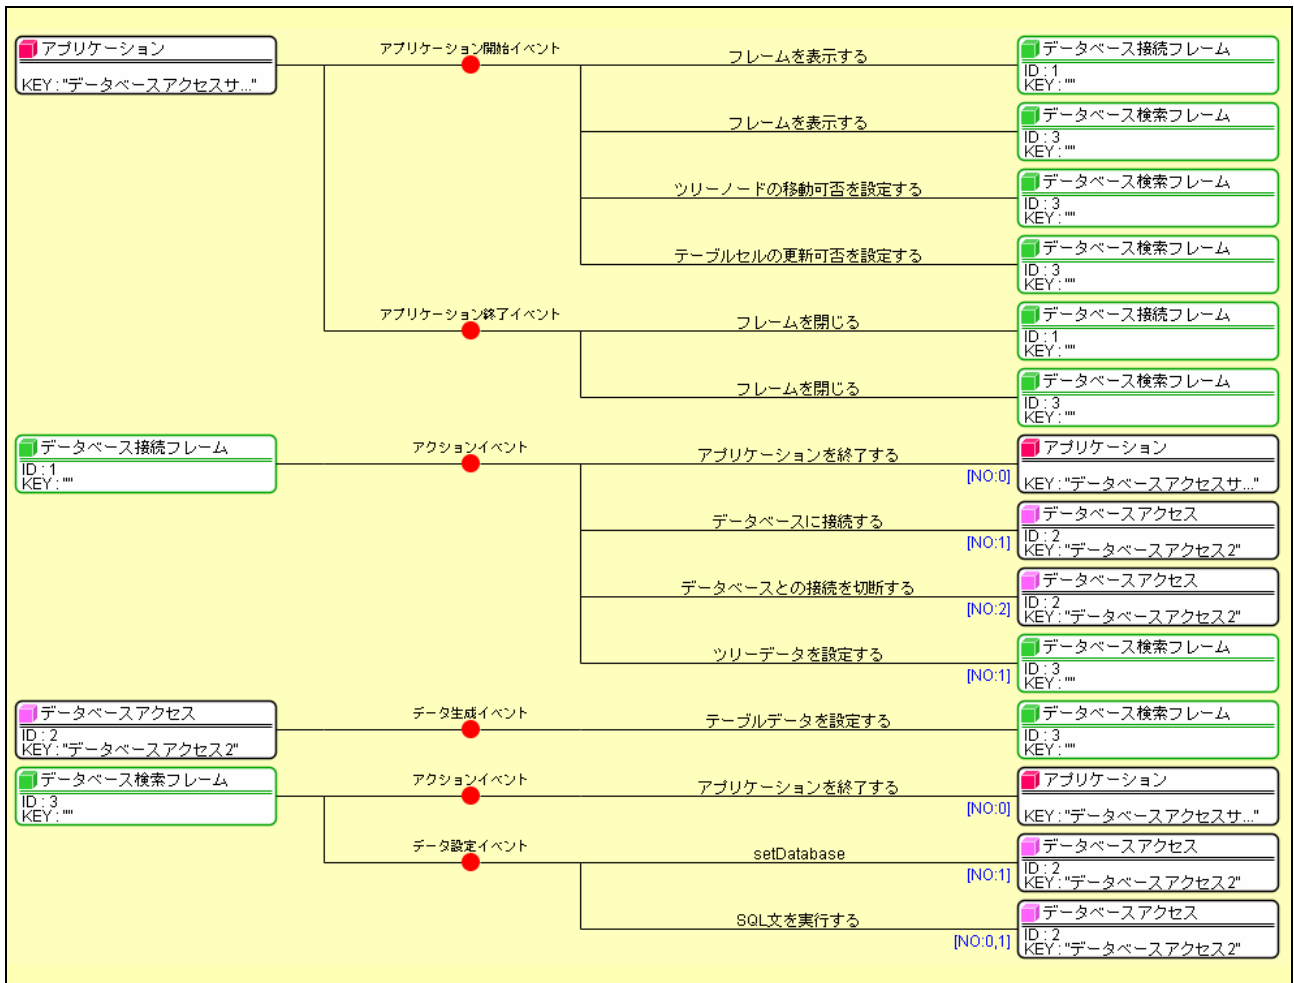 アプリケーション
KEY : "データベースアクセスサ..."
アプリケーション開始イベント
フレームを表示する
データベース接続フレーム
ID : 1
KEY : ""
フレームを表示する
データベース検索フレーム
ID : 3
KEY : ""
ツリーノードの移動可否を設定する
データベース検索フレーム
ID : 3
KEY : ""
テーブルセルの更新可否を設定する
データベース検索フレーム
ID : 3
KEY : ""
アプリケーション終了イベント
フレームを閉じる
データベース接続フレーム
ID : 1
KEY : ""
フレームを閉じる
データベース検索フレーム
ID : 3
KEY : ""
データベース接続フレーム
ID : 1
KEY : ""
アクションイベント
アプリケーションを終了する
[NO:0]
アプリケーション
KEY : "データベースアクセスサ..."
データベースに接続する
[NO:1]
データベースアクセス
ID : 2
KEY : "データベースアクセス2"
データベースとの接続を切断する
[NO:2]
データベースアクセス
ID : 2
KEY : "データベースアクセス2"
ツリーデータを設定する
[NO:1]
データベース検索フレーム
ID : 3
KEY : ""
データベースアクセス
ID : 2
KEY : "データベースアクセス2"
データ生成イベント
テーブルデータを設定する
データベース検索フレーム
ID : 3
KEY : ""
データベース検索フレーム
ID : 3
KEY : ""
アクションイベント
アプリケーションを終了する
[NO:0]
アプリケーション
KEY : "データベースアクセスサ..."
データ設定イベント
setDatabase
[NO:1]
データベースアクセス
ID : 2
KEY : "データベースアクセス2"
SQL文を実行する
[NO:0,1]
データベースアクセス
ID : 2
KEY : "データベースアクセス2"